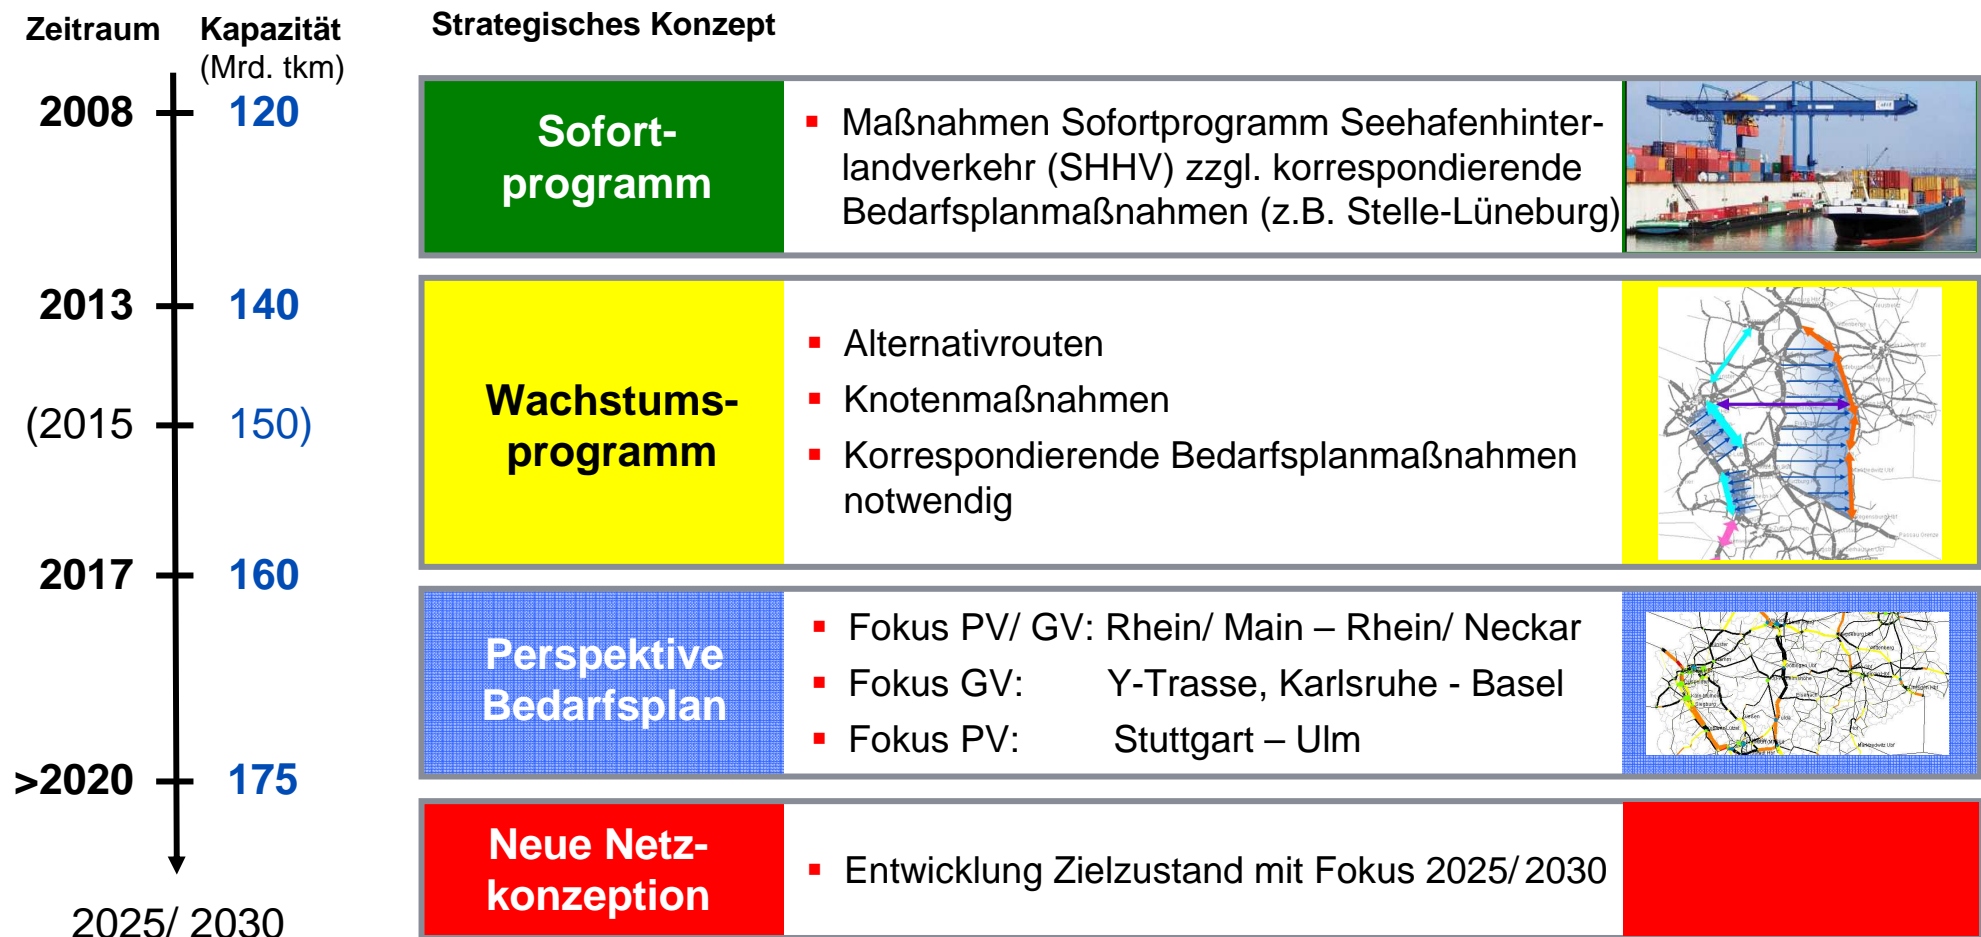 Zeitraum
Kapazität
(Mrd. tkm)
Strategisches Konzept
2008
120
Sofort-
programm
▪ Maßnahmen Sofortprogramm Seehafenhinter-
landverkehr (SHHV) zzgl. korrespondierende
Bedarfsplanmaßnahmen (z.B. Stelle-Lüneburg)
2013
140
(2015
150)
2017
160
Wachstums-
programm
▪ Alternativrouten
▪ Knotenmaßnahmen
▪ Korrespondierende Bedarfsplanmaßnahmen
notwendig
Perspektive
Bedarfsplan
▪ Fokus PV/ GV: Rhein/ Main – Rhein/ Neckar
▪ Fokus GV: Y-Trasse, Karlsruhe - Basel
▪ Fokus PV: Stuttgart – Ulm
>2020
175
Neue Netz-
konzeption
▪ Entwicklung Zielzustand mit Fokus 2025/ 2030
2025/ 2030